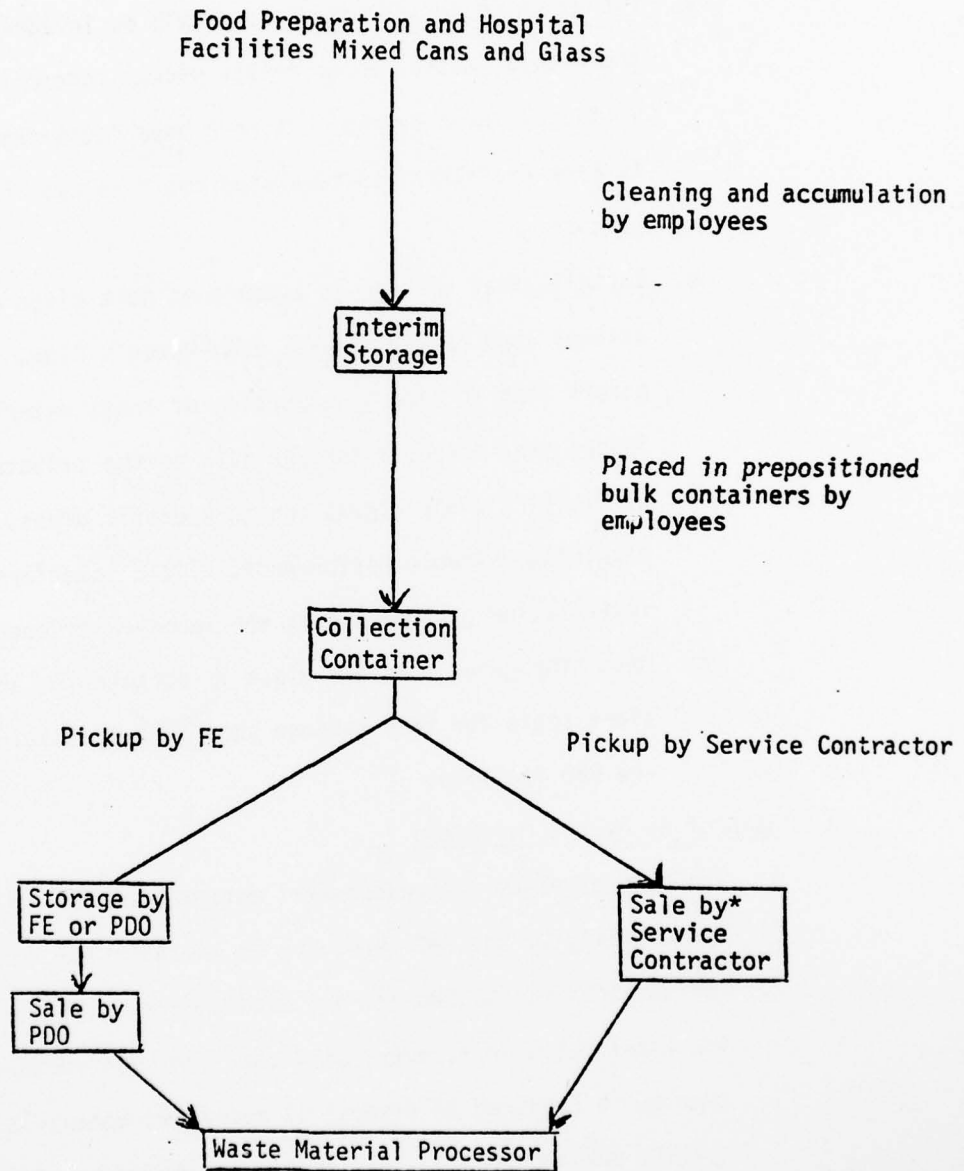 Food Preparation and Hospital
Facilities Mixed Cans and Glass
Cleaning and accumulation
by employees
Interim
Storage
Placed in prepositioned
bulk containers by
employees
Collection
Container
Pickup by FE
Pickup by Service Contractor
Storage by
FE or PDO
Sale by*
Service
Contractor
Sale by
PDO
Waste Material Processor